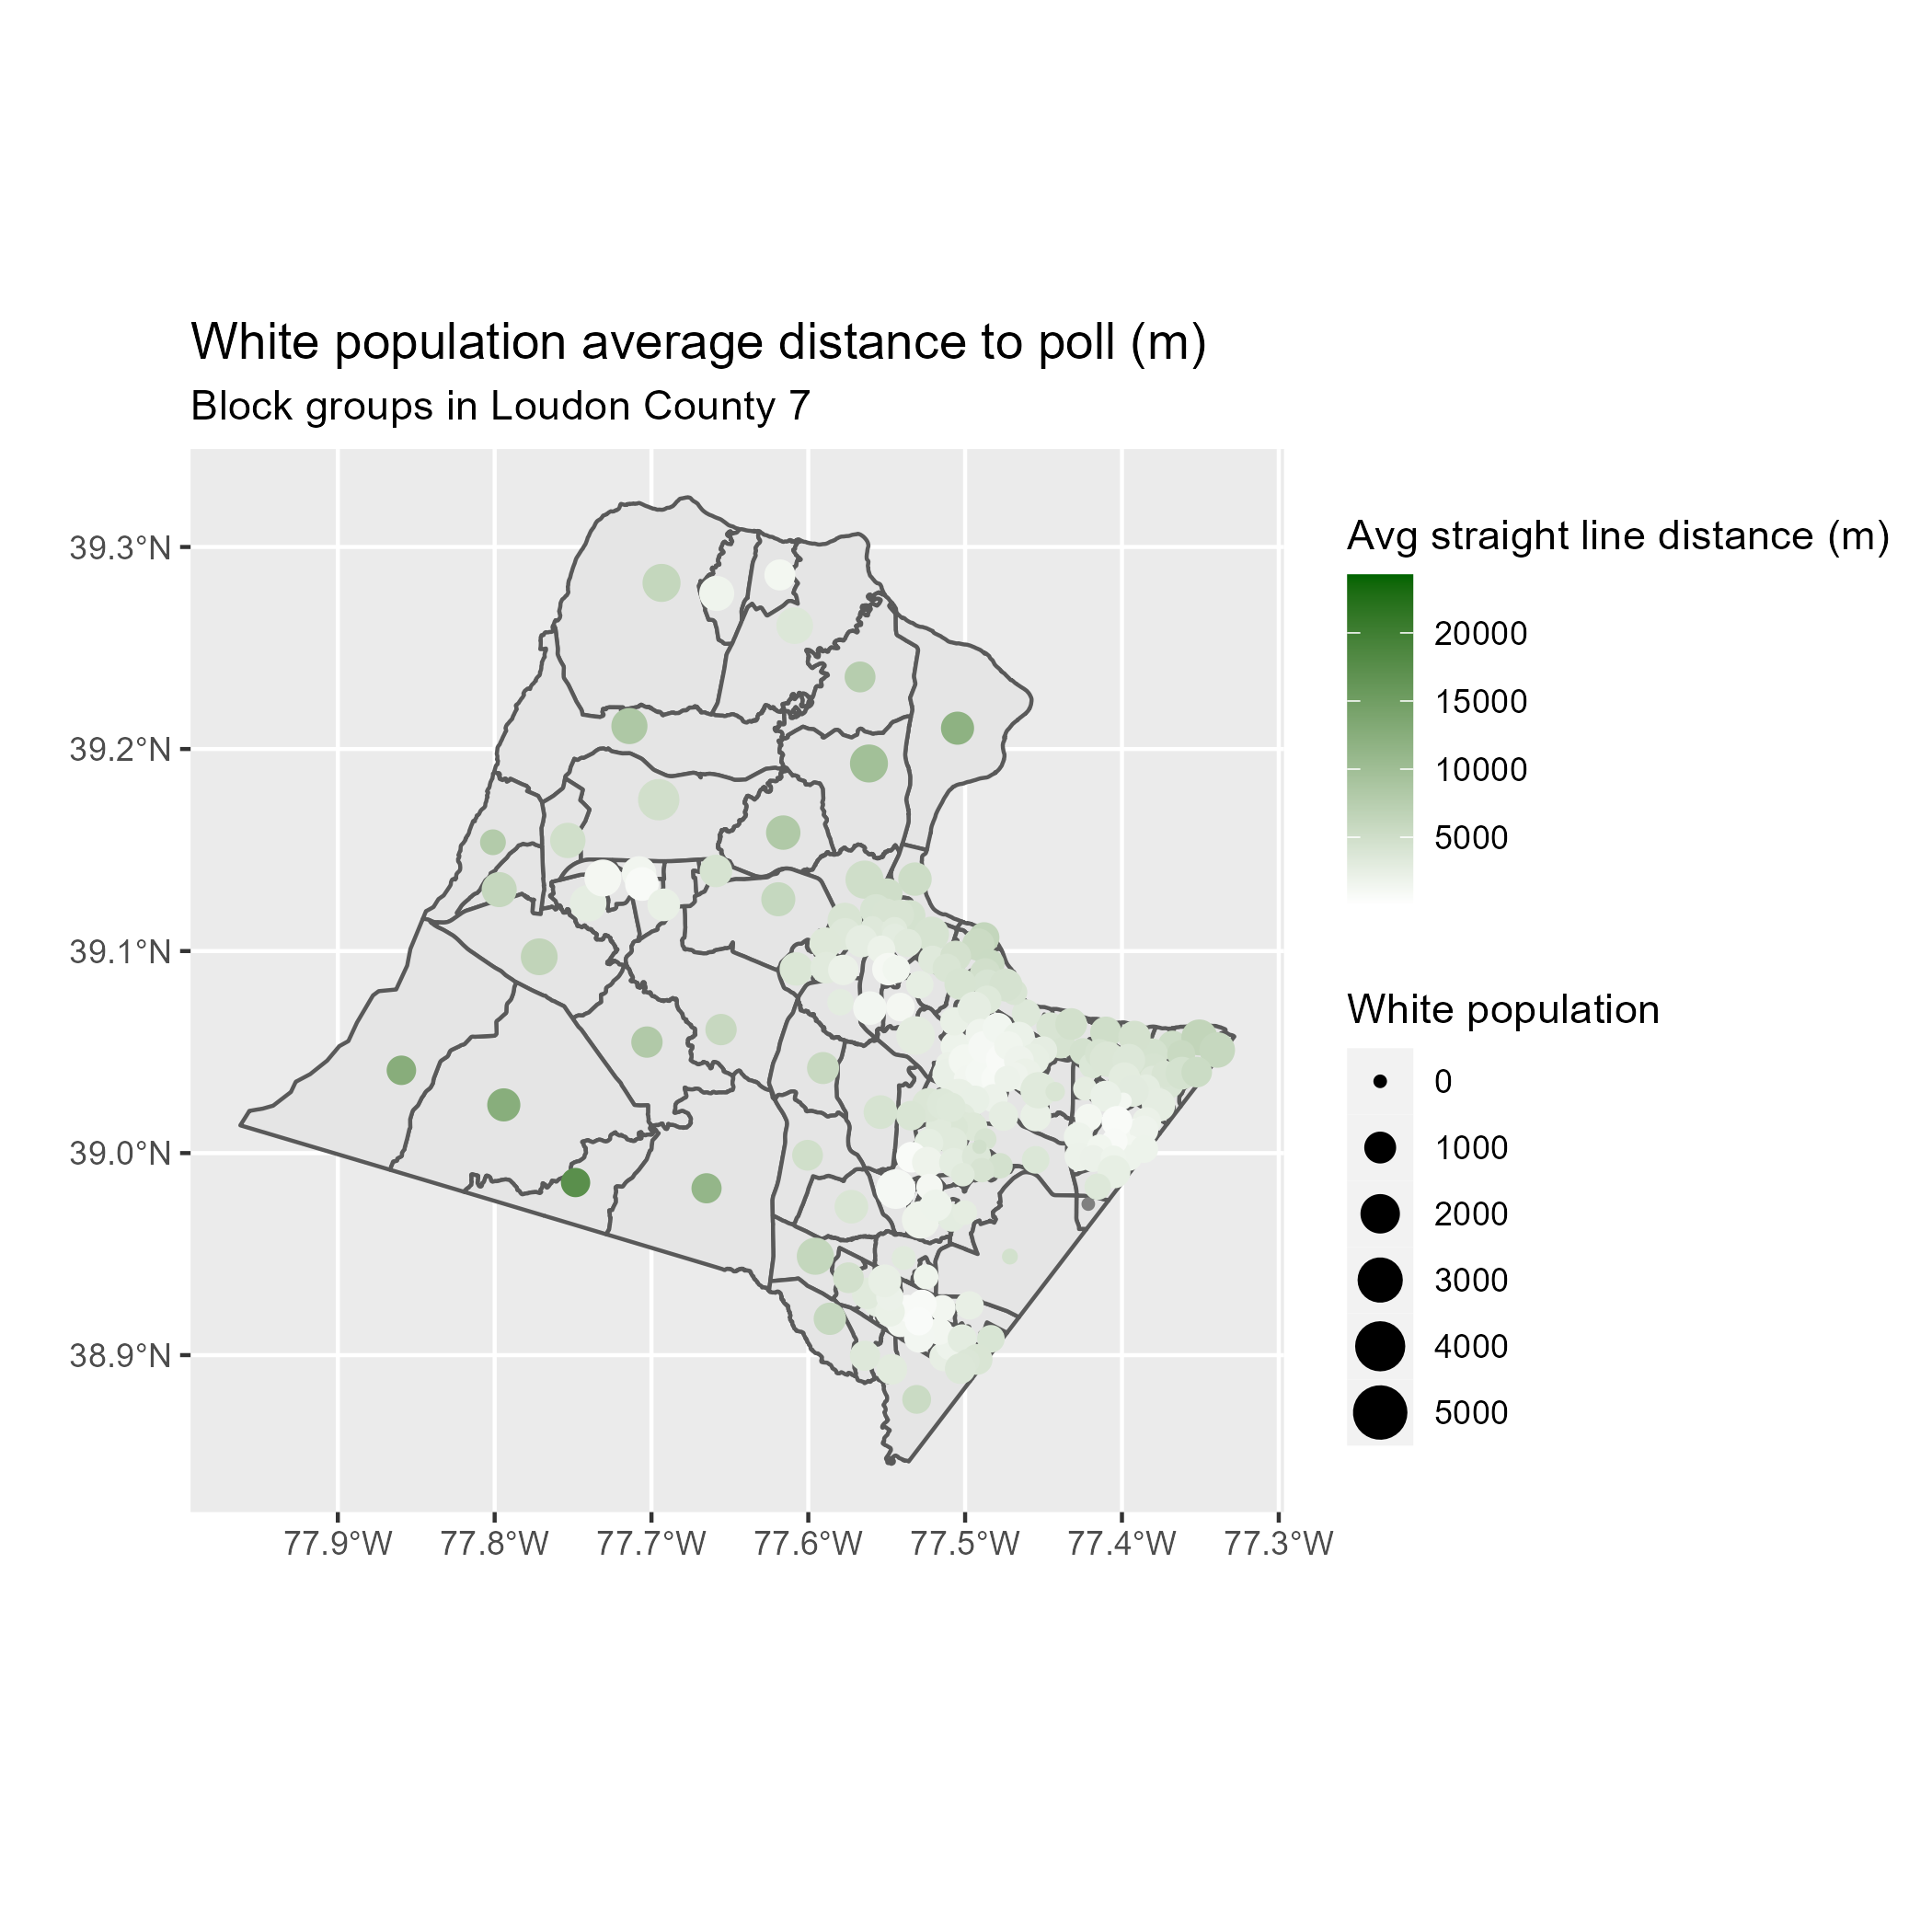 White population average distance to poll (m)
Block groups in Loudon County 7
39.3°N
39.2°N
39.1°N
39.0°N
38.9°N
77.9°W
77.8°W
77.7°W
77.6°W
77.5°W
77.4°W
77.3°W
Avg straight line distance (m)
20000
15000
10000
5000
White population
0
1000
2000
3000
4000
5000